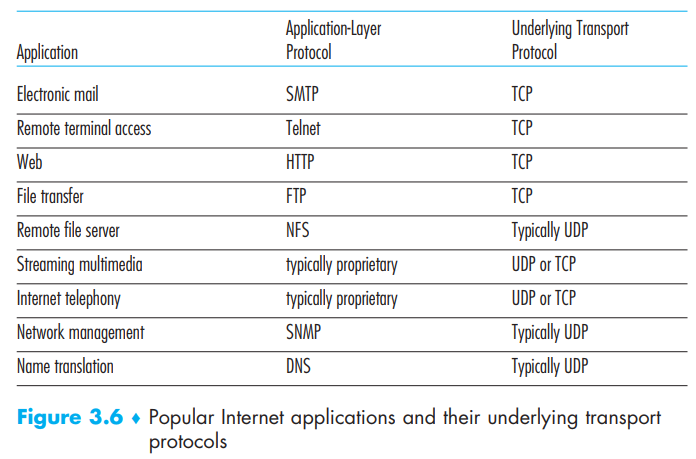 Application Application-Layer Protocol Underlying Transport Protocol
Electronic mail SMTP TCP
Remote terminal access Telnet TCP
Web HTTP TCP
File transfer FTP TCP
Remote file server NFS Typically UDP
Streaming multimedia typically proprietary UDP or TCP
Internet telephony typically proprietary UDP or TCP
Network management SNMP Typically UDP
Name translation DNS Typically UDP
Figure 3.6 ♦ Popular Internet applications and their underlying transport
protocols